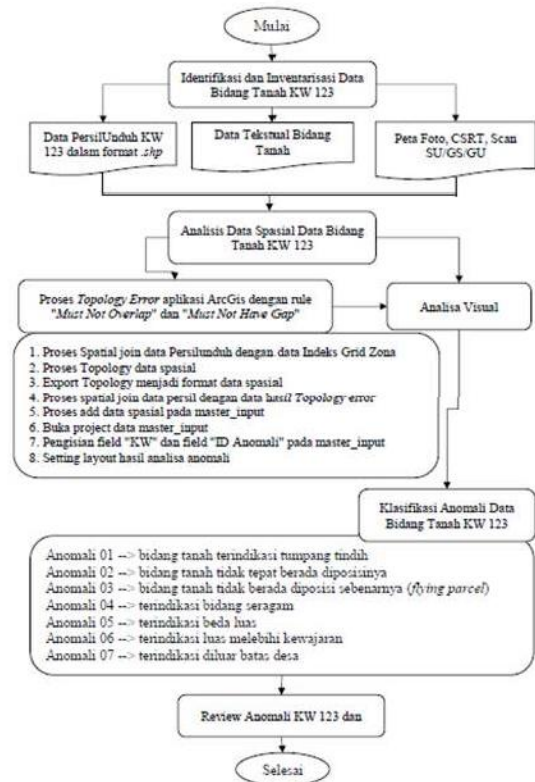 Mulai
Identifikasi dan Inventarisasi Data
Bidang Tanah KW 123
Data PersilUnduh KW
123 dalam format .shp
Data Tekstual Bidang
Tanah
Peta Foto, CSRT, Scan
SU/GS/GU
Analisis Data Spasial Data Bidang
Tanah KW 123
Proses Topology Error aplikasi ArcGis dengan rule
"Must Not Overlap" dan "Must Not Have Gap"
Analisa Visual
1. Proses Spatial join data Persilunduh dengan data Indeks Grid Zona
2. Proses Topology data spasial
3. Export Topology menjadi format data spasial
4. Proses spatial join data persil dengan data hasil Topology error
5. Proses add data spasial pada master_input
6. Buka project data master_input
7. Pengisian field "KW" dan field "ID Anomali" pada master_input
8. Setting layout hasil analisa anomali
Klasifikasi Anomali Data
Bidang Tanah KW 123
Anomali 01 --> bidang tanah terindikasi tumpang tindih
Anomali 02 --> bidang tanah tidak tepat berada diposisinya
Anomali 03 --> bidang tanah tidak berada diposisi sebenarnya (flying parcel)
Anomali 04 --> terindikasi bidang seragam
Anomali 05 --> terindikasi beda luas
Anomali 06 --> terindikasi luas melebihi kewajaran
Anomali 07 --> terindikasi diluar batas desa
Review Anomali KW 123 dan
Selesai